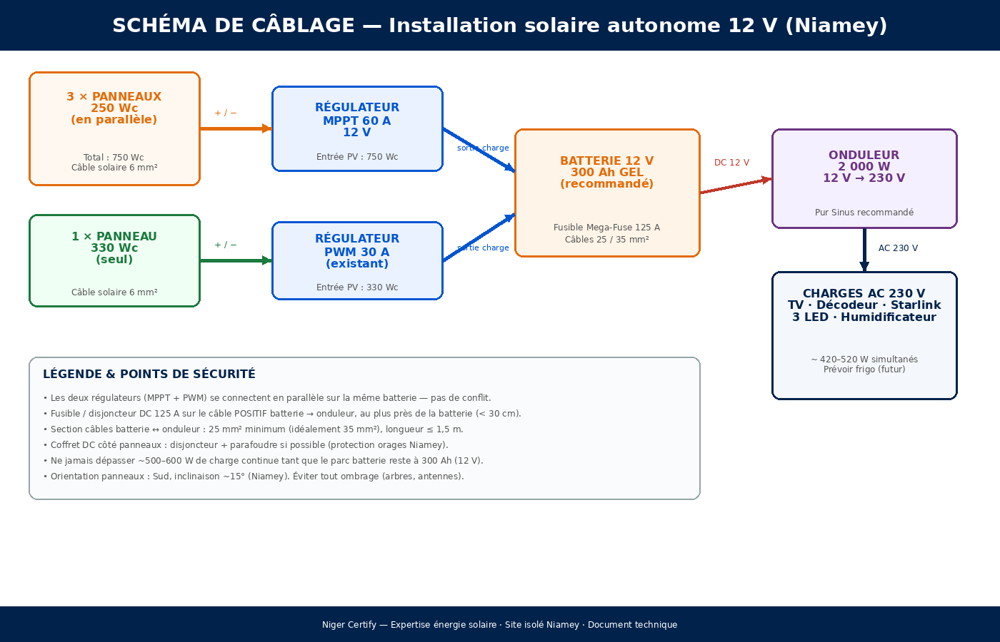 SCHÉMA DE CÂBLAGE — Installation solaire autonome 12 V (Niamey)
3 × PANNEAUX
250 Wc
(en parallèle)
Total : 750 Wc
Câble solaire 6 mm²
+ / −
RÉGULATEUR
MPPT 60 A
12 V
Entrée PV : 750 Wc
sortie charge
1 × PANNEAU
330 Wc
(seul)
Câble solaire 6 mm²
+ / −
RÉGULATEUR
PWM 30 A
(existant)
Entrée PV : 330 Wc
sortie charge
BATTERIE 12 V
300 Ah GEL
(recommandé)
Fusible Mega-Fuse 125 A
Câbles 25 / 35 mm²
DC 12 V
ONDULEUR
2 000 W
12 V → 230 V
Pur Sinus recommandé
AC 230 V
CHARGES AC 230 V
TV · Décodeur · Starlink
3 LED · Humidificateur
~ 420–520 W simultanés
Prévoir frigo (futur)
LÉGENDE & POINTS DE SÉCURITÉ
• Les deux régulateurs (MPPT + PWM) se connectent en parallèle sur la même batterie — pas de conflit.
• Fusible / disjoncteur DC 125 A sur le câble POSITIF batterie → onduleur, au plus près de la batterie (< 30 cm).
• Section câbles batterie ↔ onduleur : 25 mm² minimum (idéalement 35 mm²), longueur ≤ 1,5 m.
• Coffret DC côté panneaux : disjoncteur + parafoudre si possible (protection orages Niamey).
• Ne jamais dépasser ~500–600 W de charge continue tant que le parc batterie reste à 300 Ah (12 V).
• Orientation panneaux : Sud, inclinaison ~15° (Niamey). Éviter tout ombrage (arbres, antennes).
Niger Certify — Expertise énergie solaire · Site isolé Niamey · Document technique